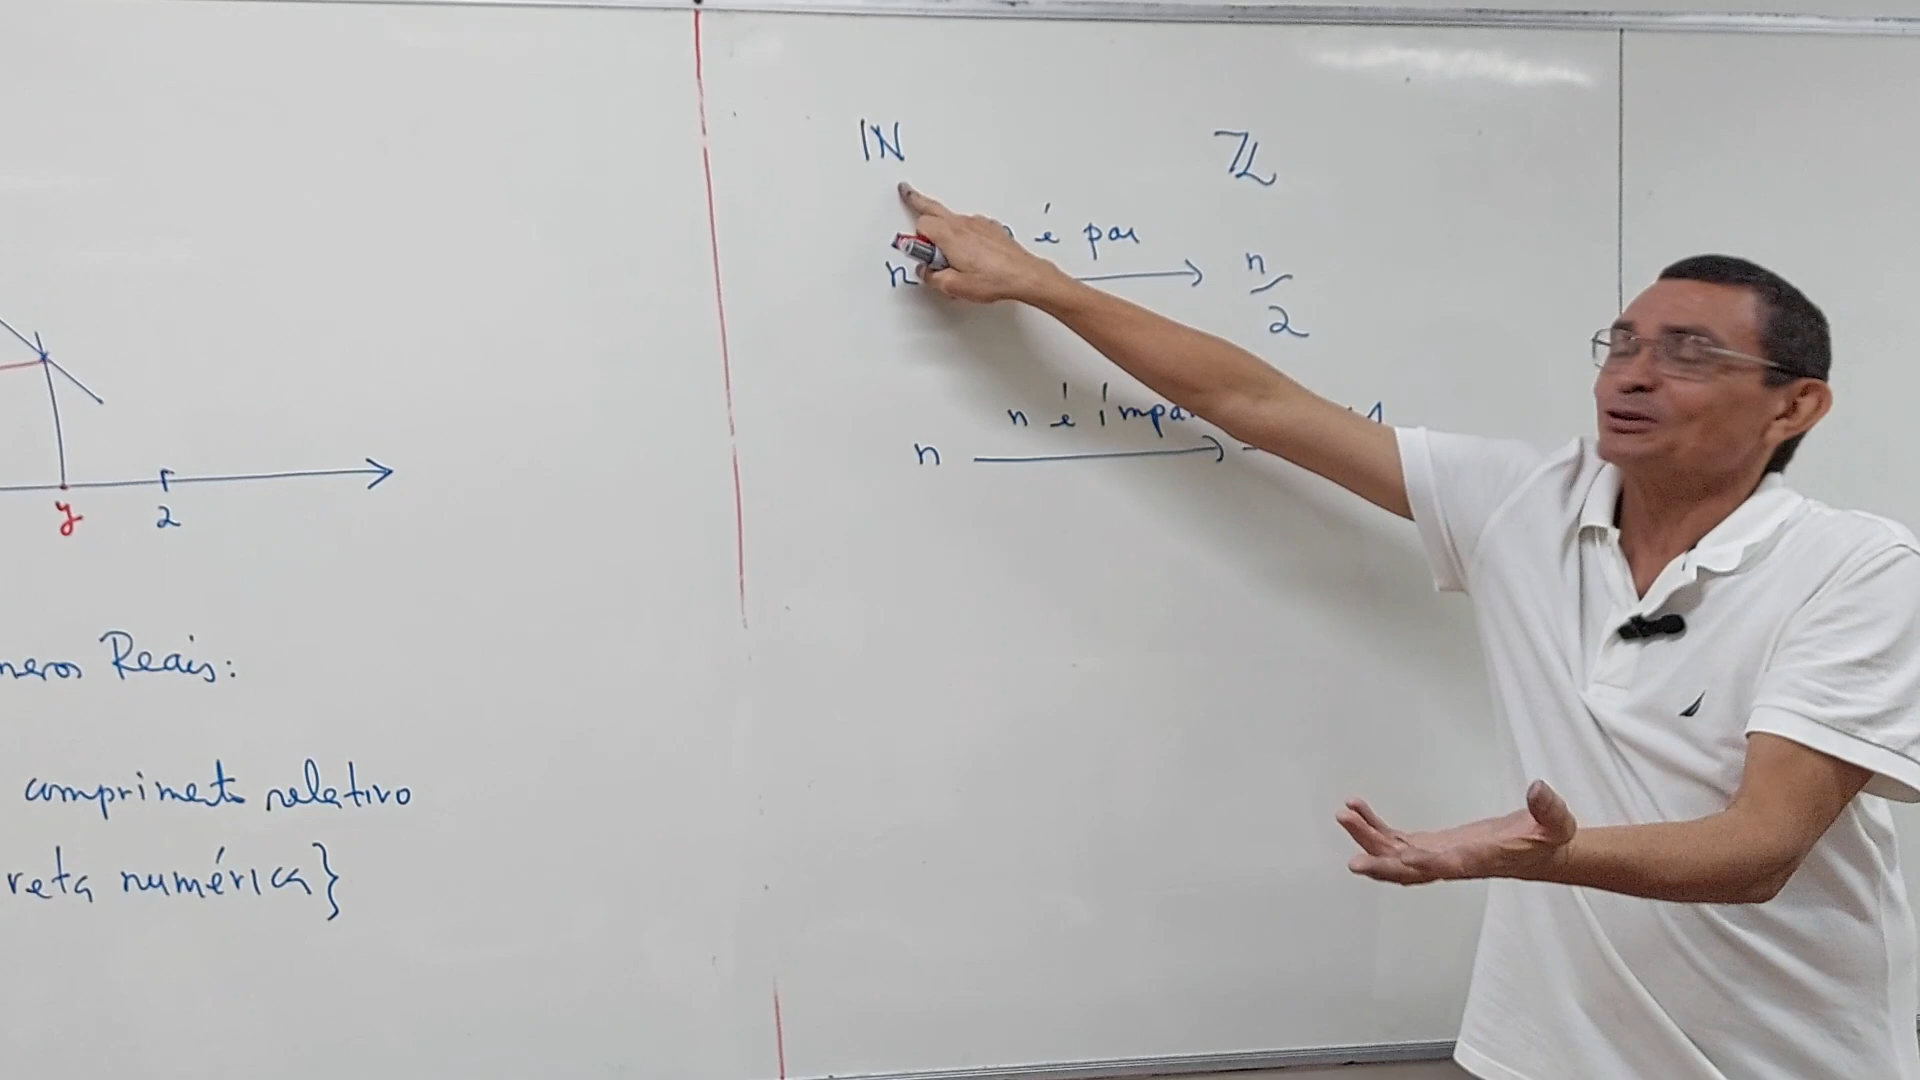 y 2
neros Reais:
comprimento relativo
reta numérica}
ℕ ℤ
é par
n → n/2
n é ímpar
n →